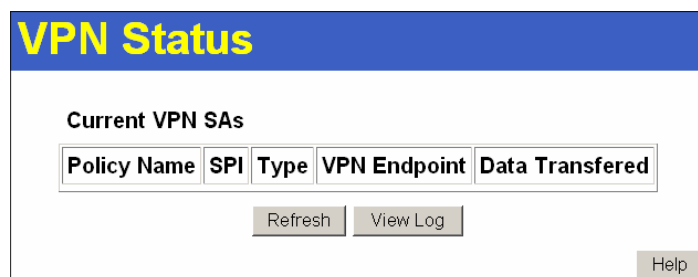 VPN Status
Current VPN SAs
Policy Name SPI Type VPN Endpoint Data Transfered
Refresh View Log
Help